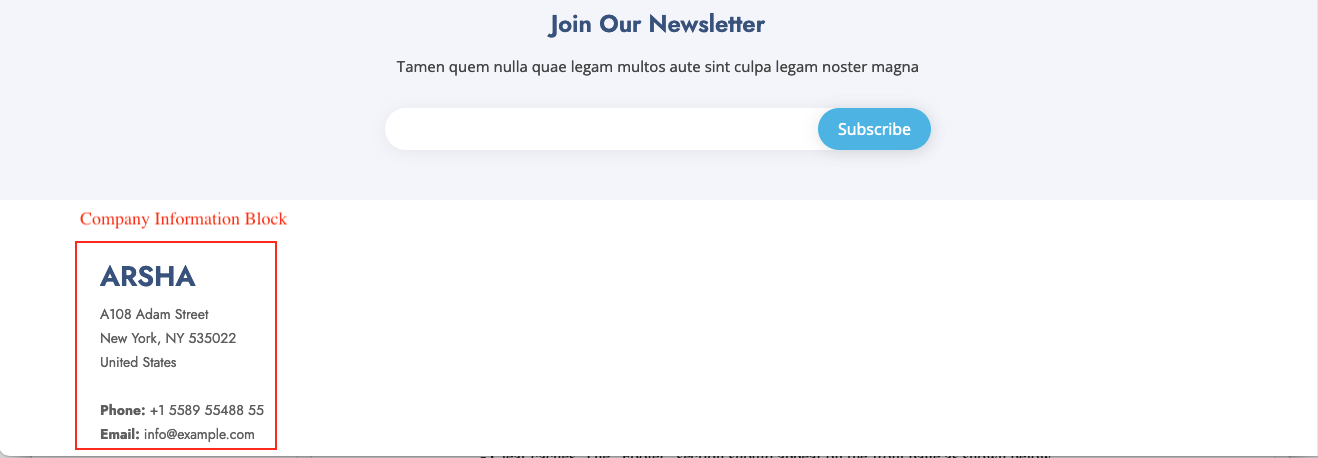 Join Our Newsletter
Tamen quem nulla quae legam multos aute sint culpa legam noster magna
Subscribe
Company Information Block
ARSHA
A108 Adam Street
New York, NY 535022
United States
Phone: +1 5589 55488 55
Email: info@example.com